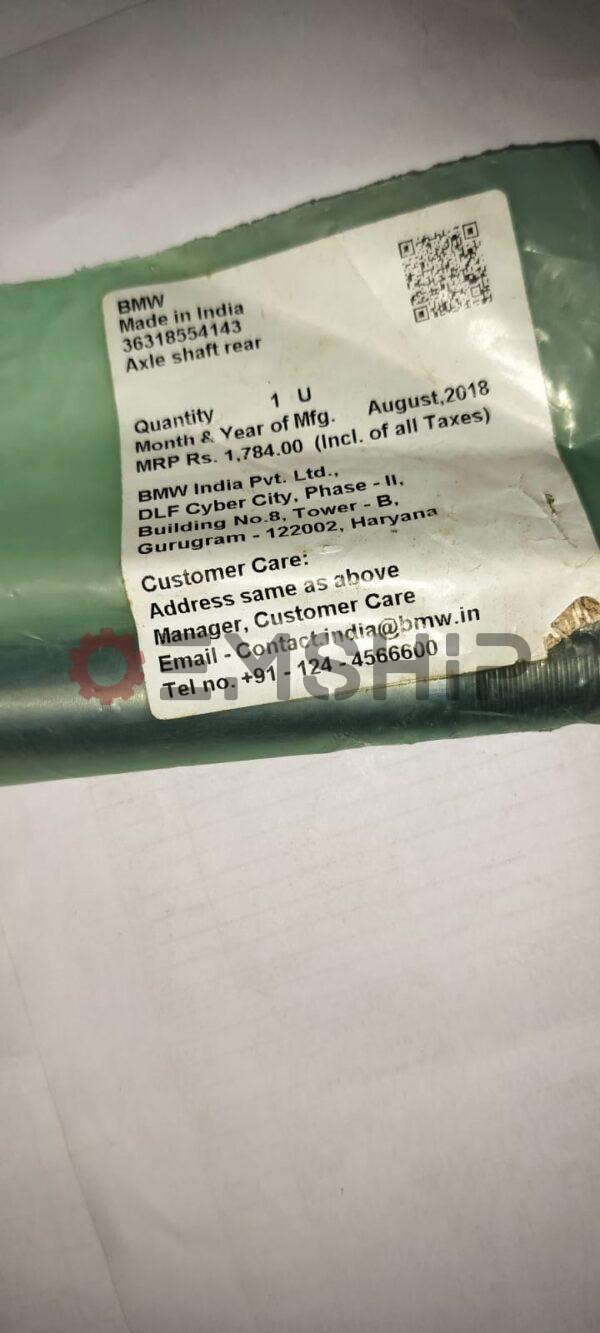 BMW
Made in India
36318554143
Axle shaft rear
Quantity 1 U
Month & Year of Mfg. August,2018
MRP Rs. 1,784.00 (Incl. of all Taxes)
BMW India Pvt. Ltd.,
DLF Cyber City, Phase - II,
Building No.8, Tower - B,
Gurugram - 122002, Haryana
Customer Care:
Address same as above
Manager, Customer Care
Email - Contact.india@bmw.in
Tel no. +91 - 124 - 4566600
OEMSHIP